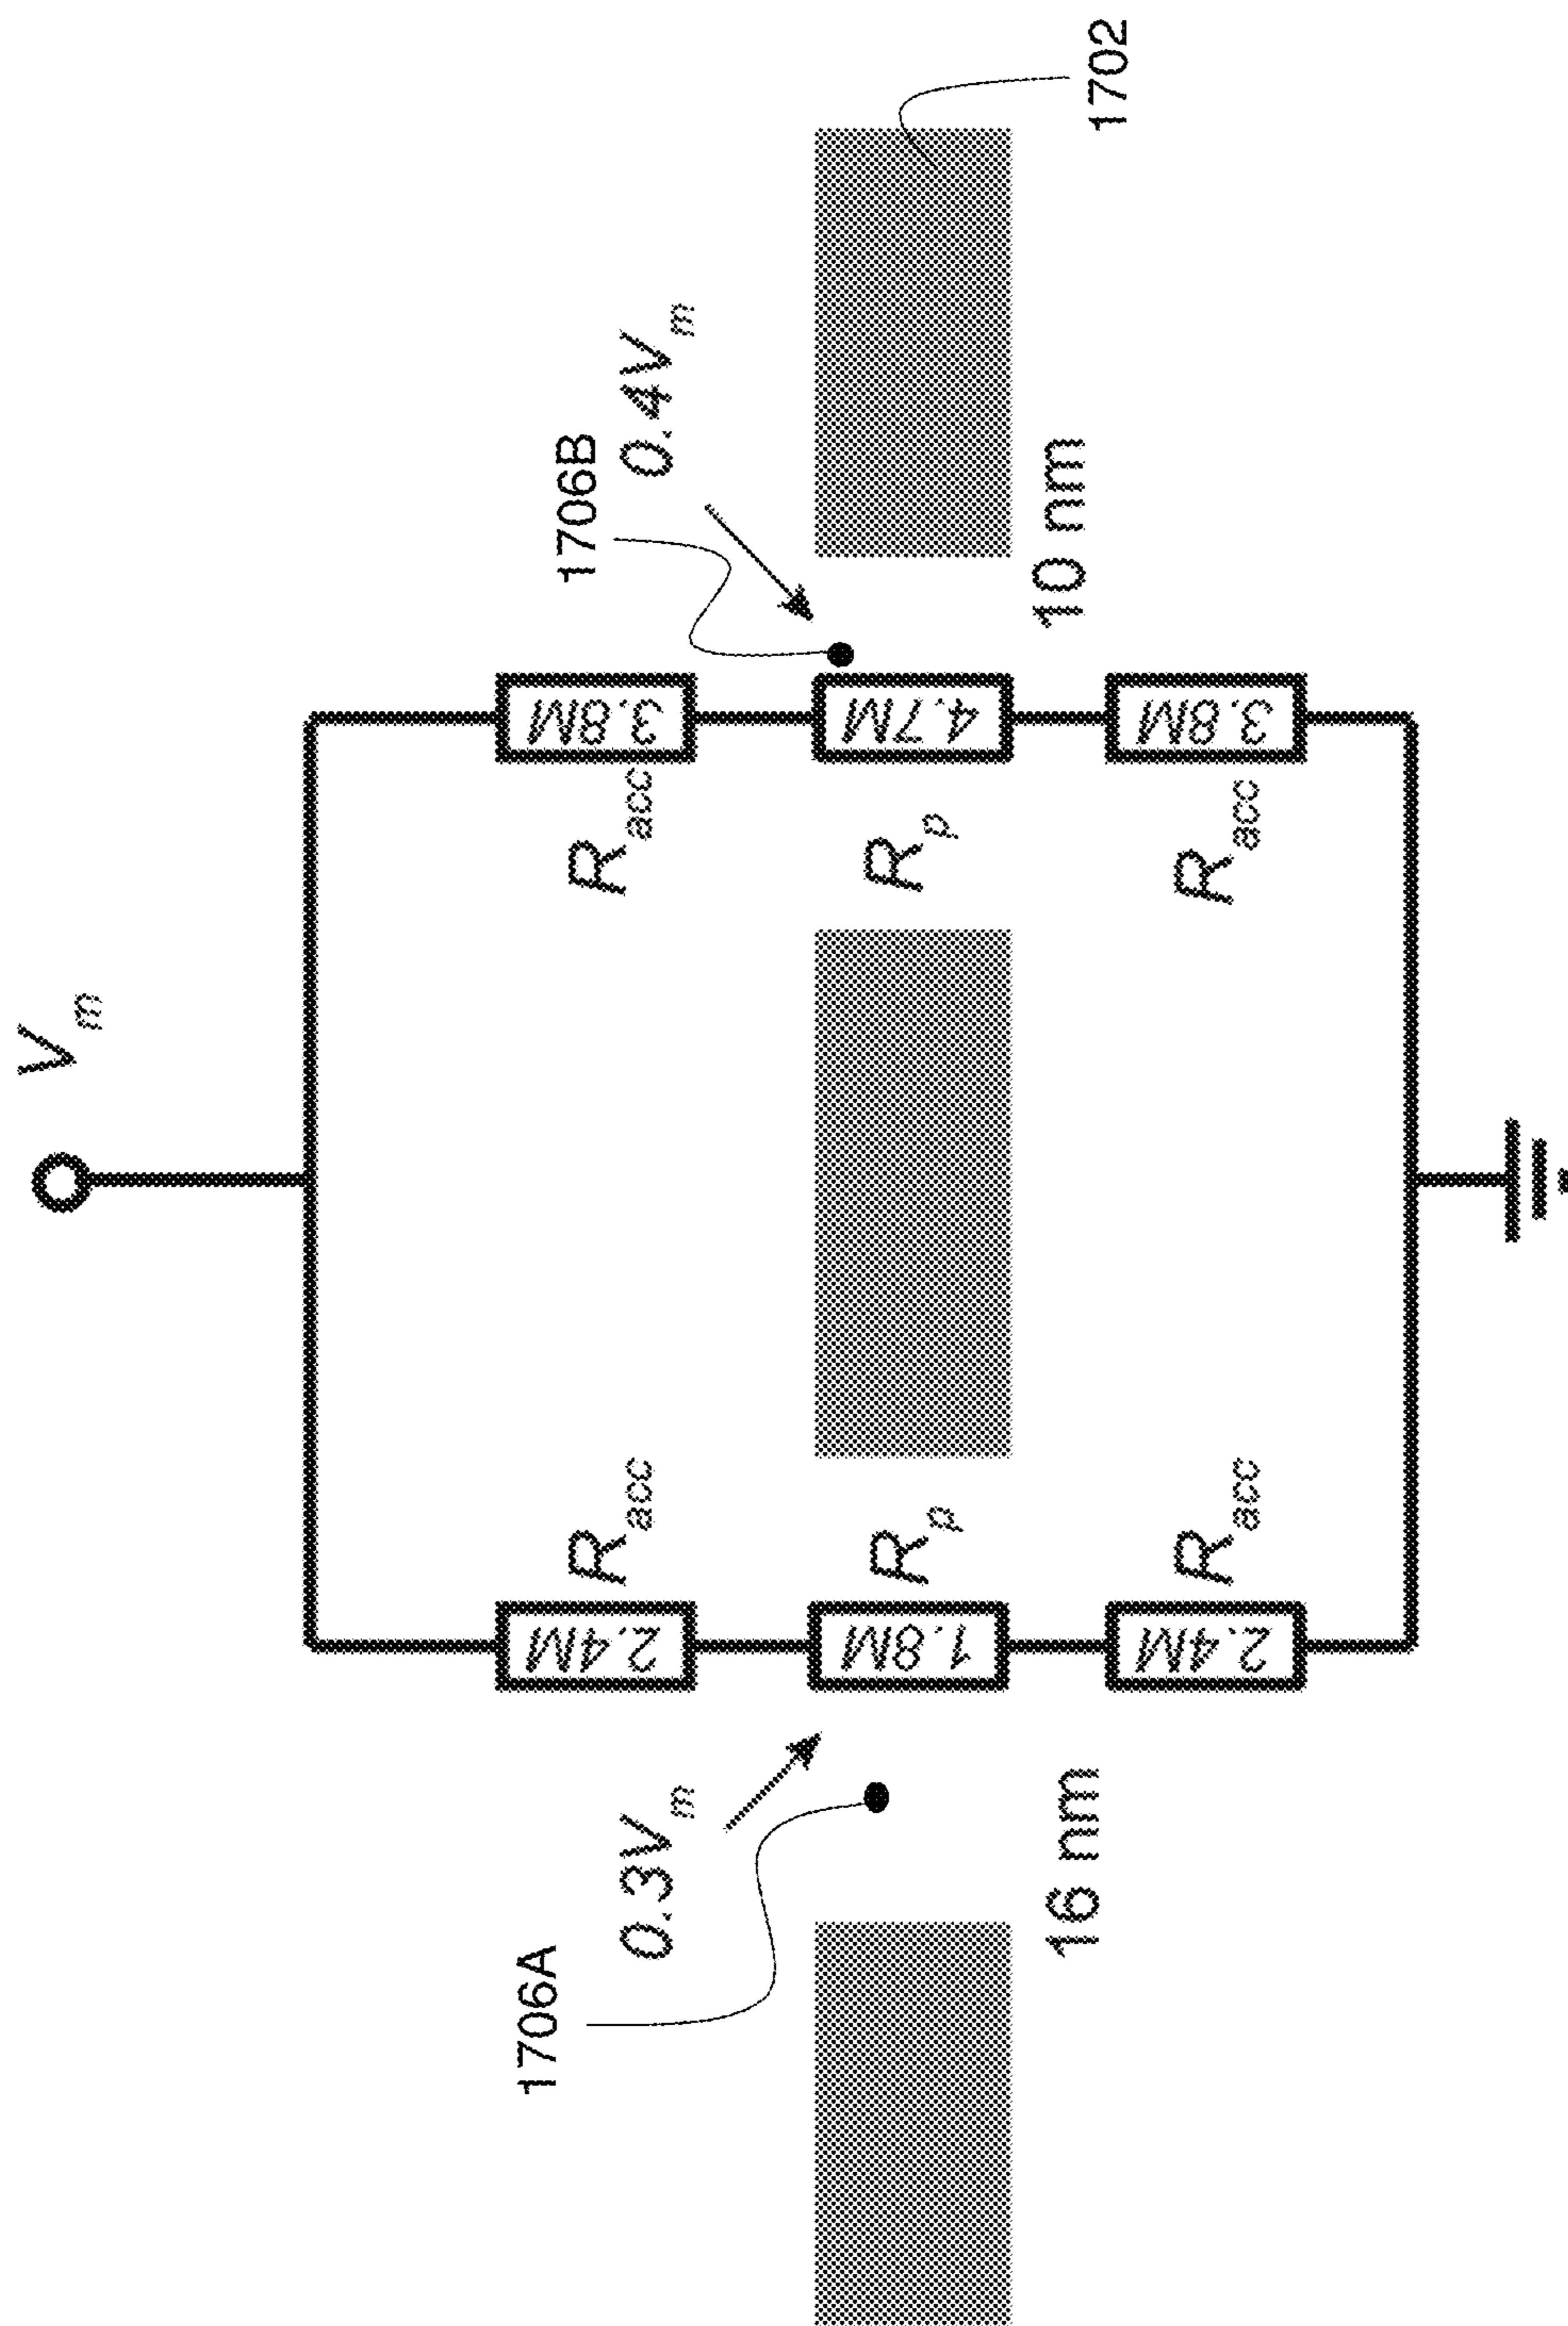 V_m
1706A
0.3V_m
16 nm
2.4M
R_acc
1.8M
R_p
2.4M
R_acc
R_acc
3.8M
R_p
4.7M
R_acc
3.8M
1706B
0.4V_m
10 nm
1702